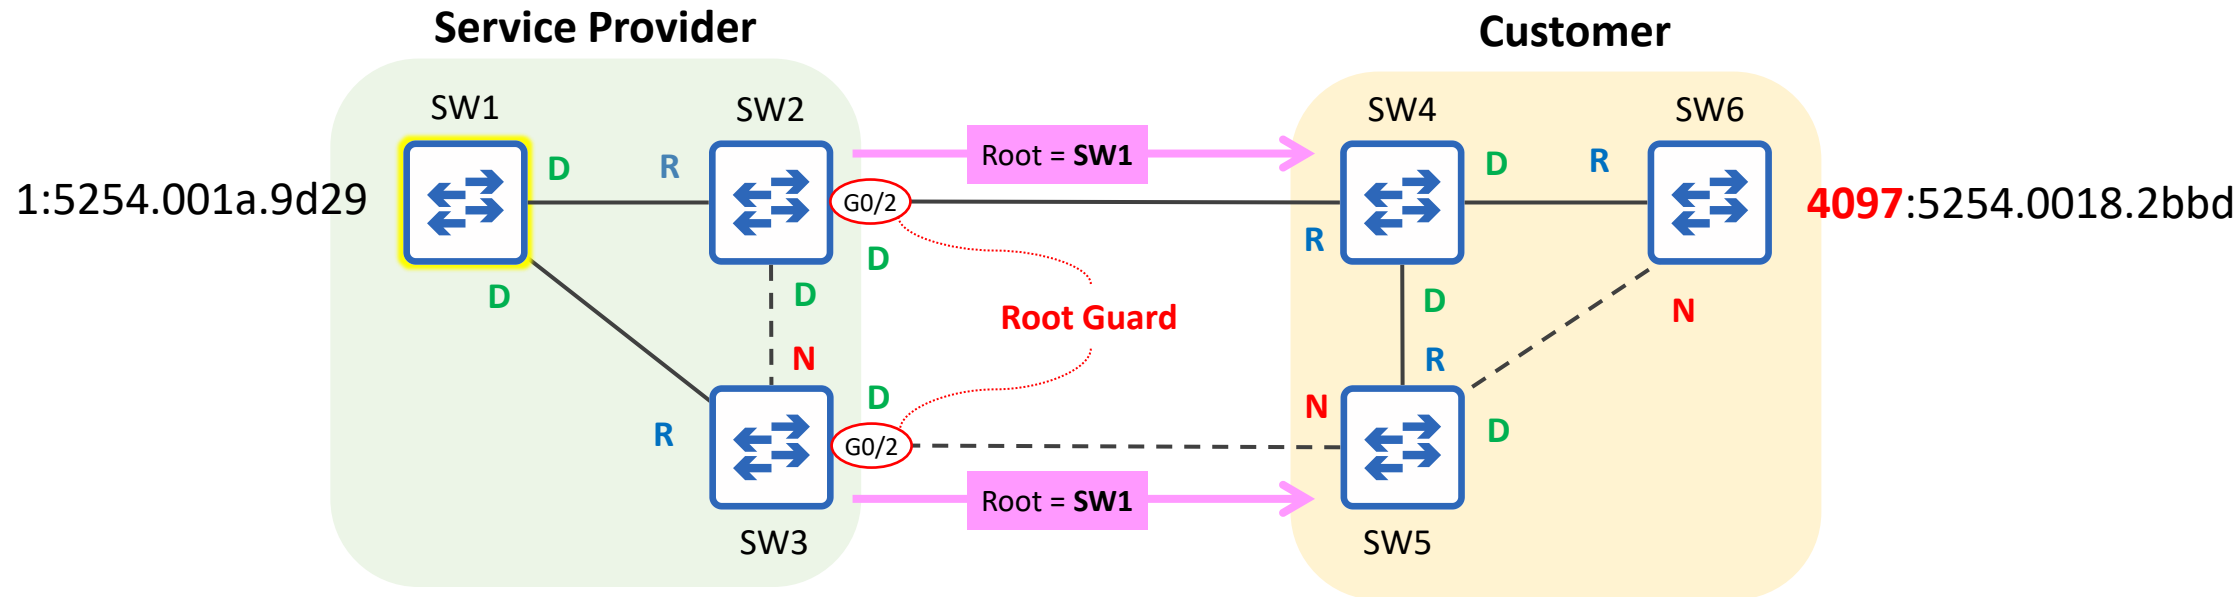 Service Provider
Customer
SW1
SW2
SW4
SW6
Root = SW1
D
R
D
R
1:5254.001a.9d29
G0/2
4097:5254.0018.2bbd
R
D
D
D
D
N
Root Guard
N
R
D
N
R
G0/2
D
Root = SW1
SW3
SW5